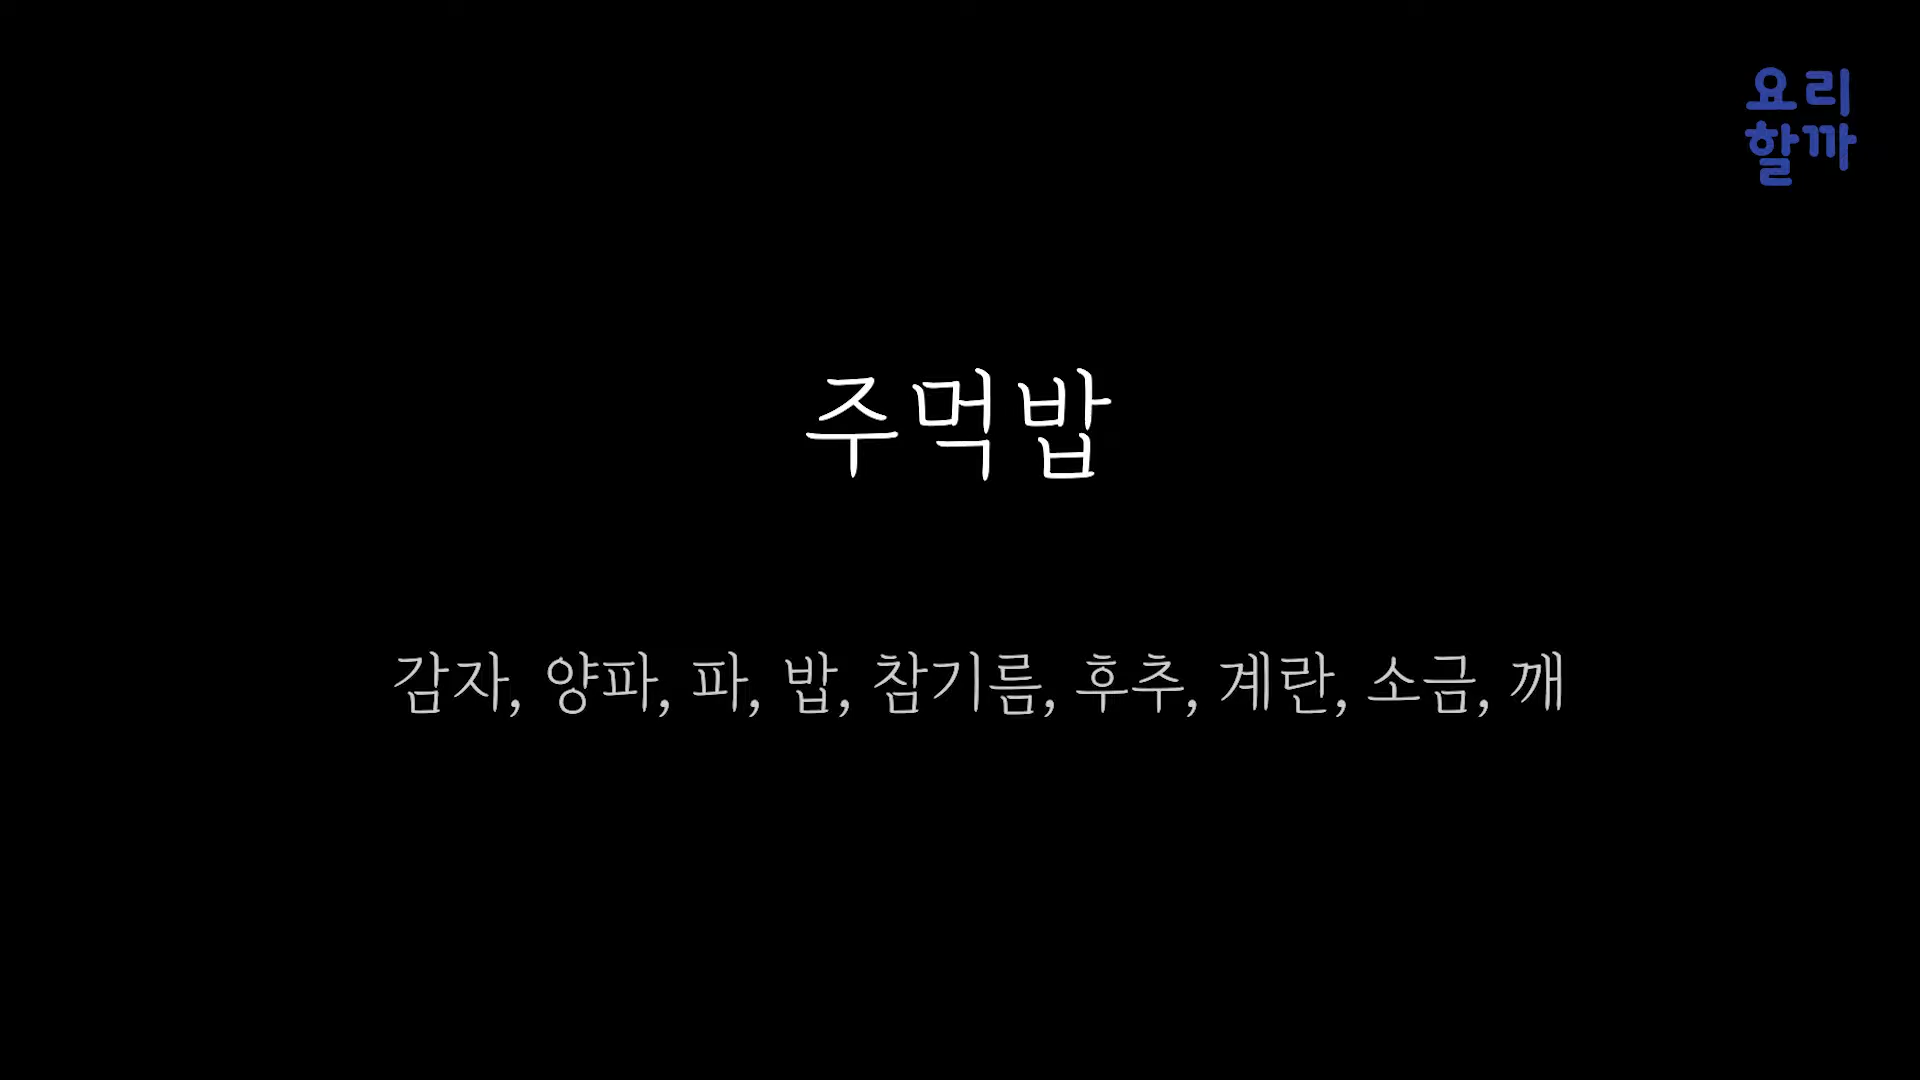 요리
할까
주먹밥
감자, 양파, 파, 밥, 참기름, 후추, 계란, 소금, 깨